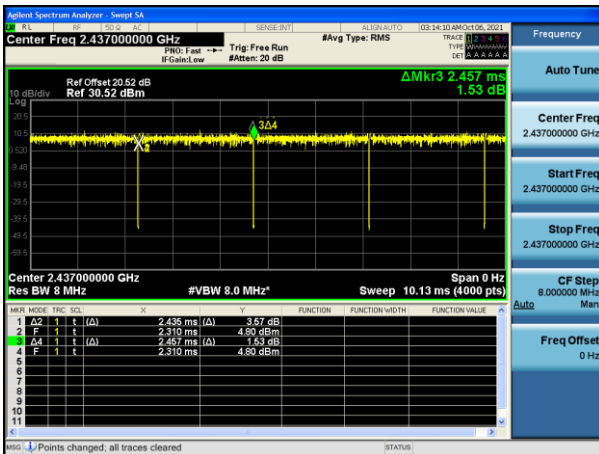 Agilent Spectrum Analyzer - Swept SA
RL RF 50 Ω AC SENSE:INT ALIGNAUTO 03:14:10 AM Oct 06, 2021
Center Freq 2.437000000 GHz
PNO: Fast
IFGain:Low
Trig: Free Run
#Atten: 20 dB
#Avg Type: RMS
TRACE 1 2 3 4 5 6
TYPE
DET A A A A A A
Frequency
Ref Offset 20.52 dB
Ref 30.52 dBm
10 dB/div
Log
ΔMkr3 2.457 ms
1.53 dB
20.5
10.5
0.520
-9.48
-19.5
-29.5
-39.5
-49.5
-59.5
3Δ4
Center 2.437000000 GHz
Span 0 Hz
Res BW 8 MHz
#VBW 8.0 MHz*
Sweep 10.13 ms (4000 pts)
MKR MODE TRC SCL X Y FUNCTION FUNCTION WIDTH FUNCTION VALUE
1 Δ2 1 t (Δ) 2.435 ms (Δ) 3.57 dB
2 F 1 t 2.310 ms 4.80 dBm
3 Δ4 1 t (Δ) 2.457 ms (Δ) 1.53 dB
4 F 1 t 2.310 ms 4.80 dBm
5
6
7
8
9
10
11
Auto Tune
Center Freq
2.437000000 GHz
Start Freq
2.437000000 GHz
Stop Freq
2.437000000 GHz
CF Step
8.000000 MHz
Auto Man
Freq Offset
0 Hz
MSG Points changed; all traces cleared
STATUS